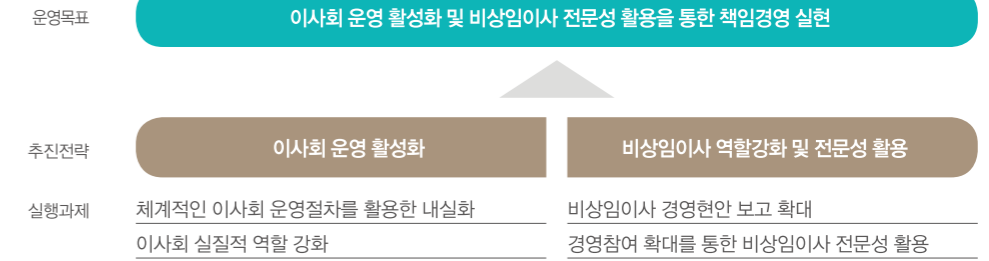 운영목표
이사회 운영 활성화 및 비상임이사 전문성 활용을 통한 책임경영 실현
추진전략
이사회 운영 활성화
비상임이사 역할강화 및 전문성 활용
실행과제
체계적인 이사회 운영절차를 활용한 내실화
비상임이사 경영현안 보고 확대
이사회 실질적 역할 강화
경영참여 확대를 통한 비상임이사 전문성 활용